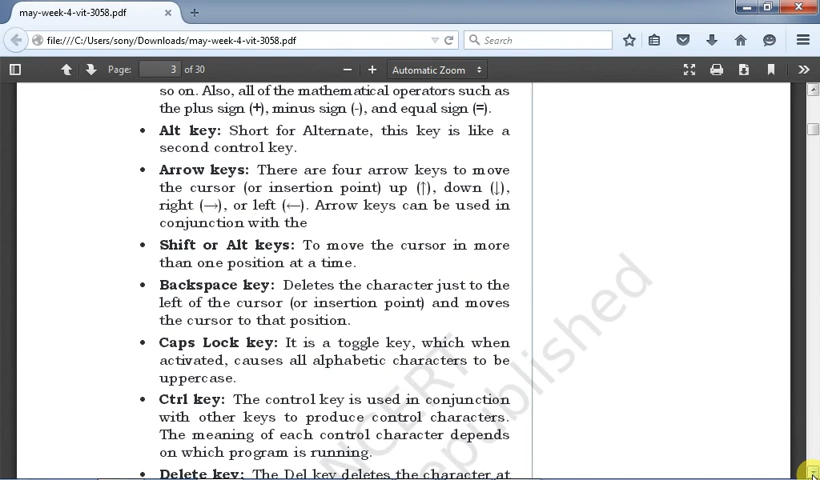 may-week-4-vit-3058.pdf
file:///C:/Users/sony/Downloads/may-week-4-vit-3058.pdf
Search
Page: 3 of 30
Automatic Zoom
so on. Also, all of the mathematical operators such as
the plus sign (+), minus sign (-), and equal sign (=).
• Alt key: Short for Alternate, this key is like a
second control key.
• Arrow keys: There are four arrow keys to move
the cursor (or insertion point) up (↑), down (↓),
right (→), or left (←). Arrow keys can be used in
conjunction with the
• Shift or Alt keys: To move the cursor in more
than one position at a time.
• Backspace key: Deletes the character just to the
left of the cursor (or insertion point) and moves
the cursor to that position.
• Caps Lock key: It is a toggle key, which when
activated, causes all alphabetic characters to be
uppercase.
• Ctrl key: The control key is used in conjunction
with other keys to produce control characters.
The meaning of each control character depends
on which program is running.
• Delete key: The Del key deletes the character at
NCERT
republished